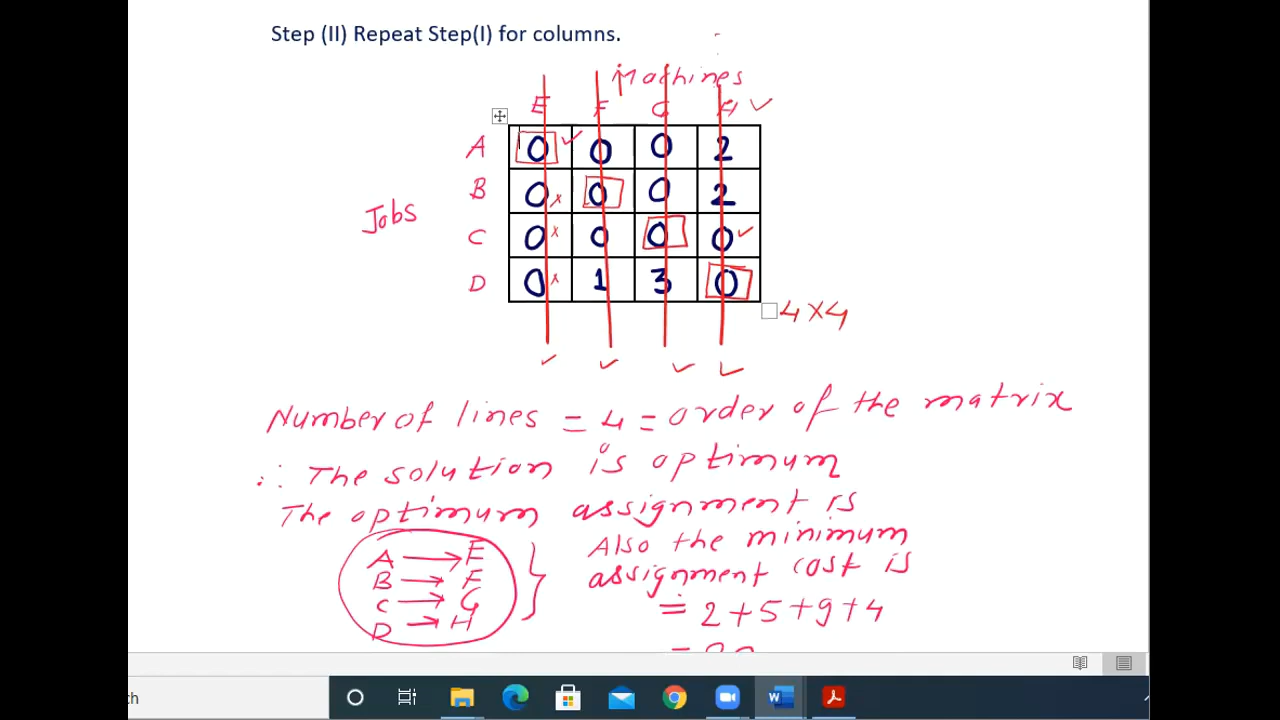 Step (II) Repeat Step(I) for columns.
Machines
E F G H
A 0 0 0 2
B 0 0 0 2
Jobs
C 0 0 0 0
D 0 1 3 0
4×4
Number of lines = 4 = order of the matrix
∴ The solution is optimum
The optimum assignment is
A → E
B → F
C → G
D → H
Also the minimum
assignment cost is
= 2+5+9+4
ch